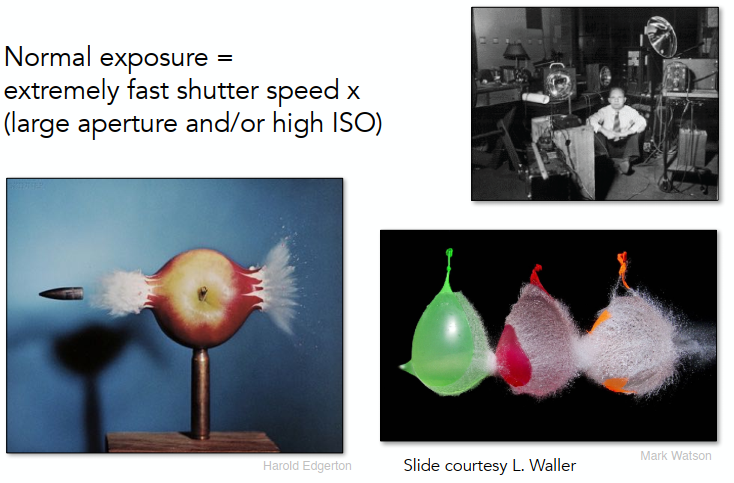 Normal exposure =
extremely fast shutter speed x
(large aperture and/or high ISO)
Harold Edgerton
Mark Watson
Slide courtesy L. Waller